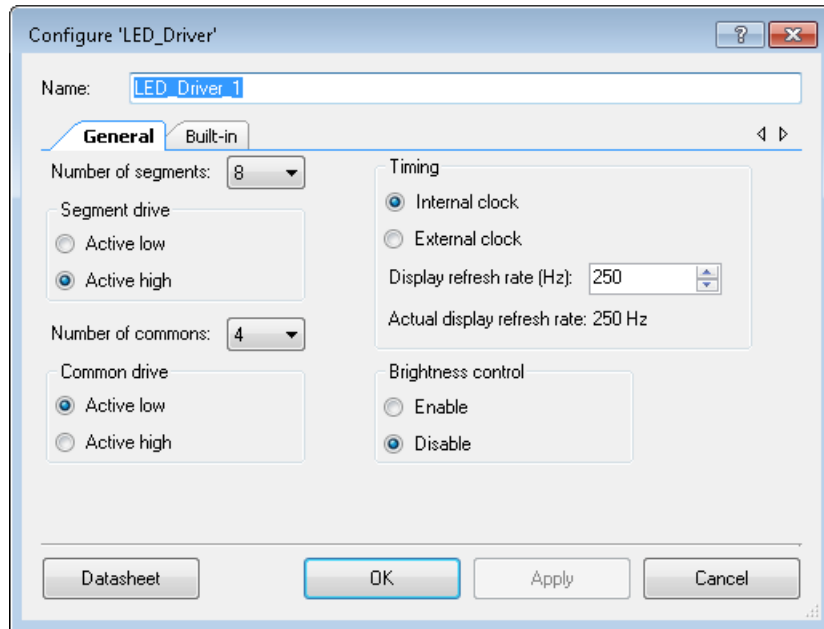 Configure 'LED_Driver'
Name: LED_Driver_1
General Built-in
Number of segments: 8
Segment drive
Active low
Active high
Number of commons: 4
Common drive
Active low
Active high
Timing
Internal clock
External clock
Display refresh rate (Hz): 250
Actual display refresh rate: 250 Hz
Brightness control
Enable
Disable
Datasheet OK Apply Cancel